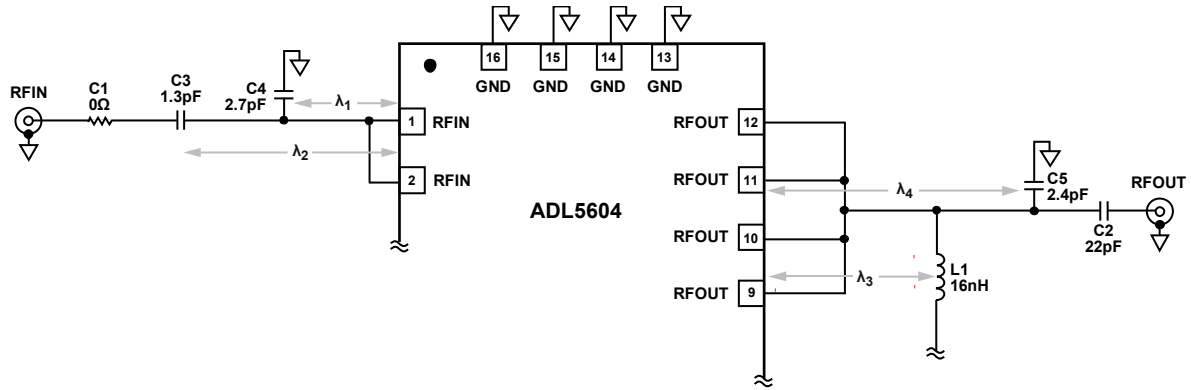 16
15
14
13
GND
GND
GND
GND
RFIN
C1
0Ω
C3
1.3pF
C4
2.7pF
λ1
λ2
1
RFIN
2
RFIN
ADL5604
RFOUT
12
RFOUT
11
RFOUT
10
RFOUT
9
λ4
λ3
L1
16nH
C5
2.4pF
C2
22pF
RFOUT